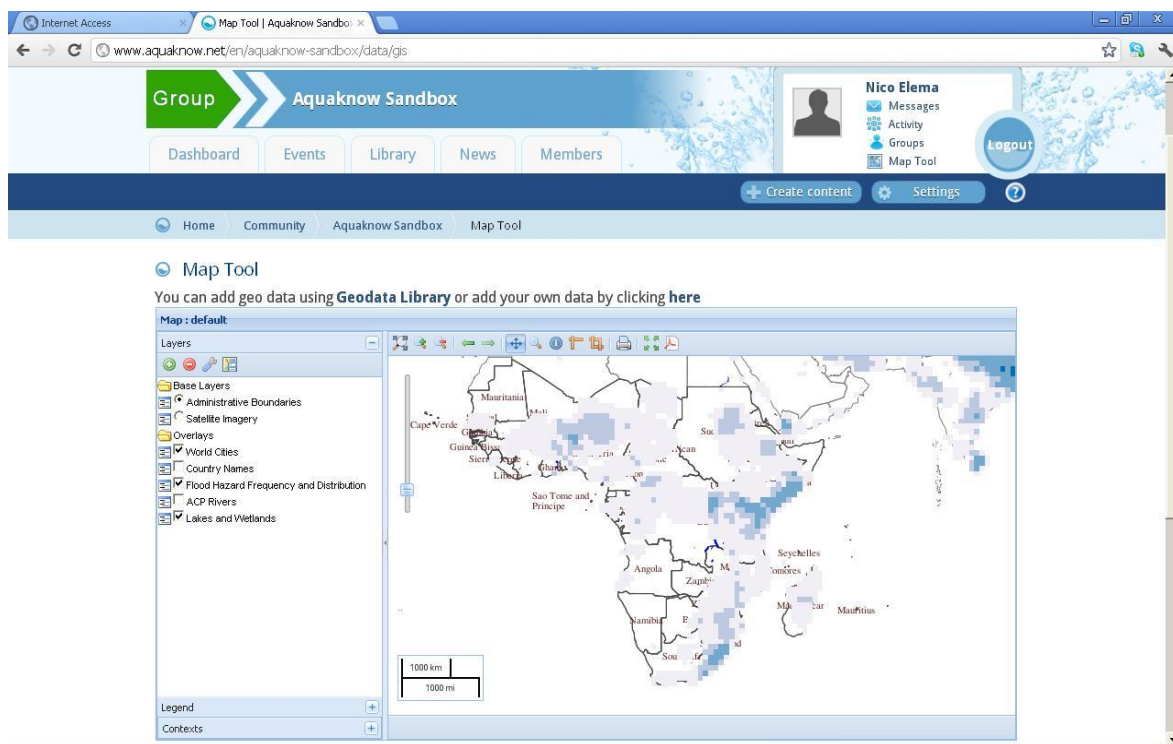 Internet Access
Map Tool | Aquaknow Sandbo
www.aquaknow.net/en/aquaknow-sandbox/data/gis
Group
Aquaknow Sandbox
Nico Elema
Messages
Activity
Groups
Map Tool
Logout
Dashboard
Events
Library
News
Members
Create content
Settings
?
Home
Community
Aquaknow Sandbox
Map Tool
Map Tool
You can add geo data using Geodata Library or add your own data by clicking here
Map : default
Layers
Base Layers
Administrative Boundaries
Satellite Imagery
Overlays
World Cities
Country Names
Flood Hazard Frequency and Distribution
ACP Rivers
Lakes and Wetlands
Legend
Contexts
Mauritania
Mali
Cape Verde
Sao Tome and
Principe
Seychelles
Angola
Mauritius
Namibia
1000 km
1000 mi